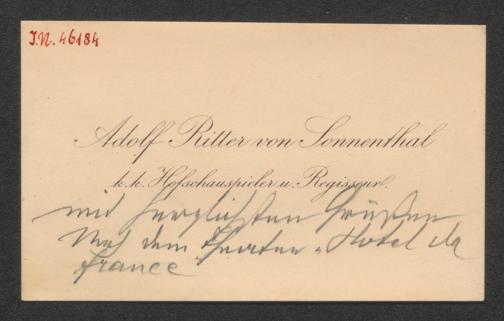 J.N. 46184
Adolf Ritter von Sonnenthal
k. k. Hofschauspieler u. Regisseur.
mit herzlichsten Grüßen
Nach dem Theater „Hotel de
France